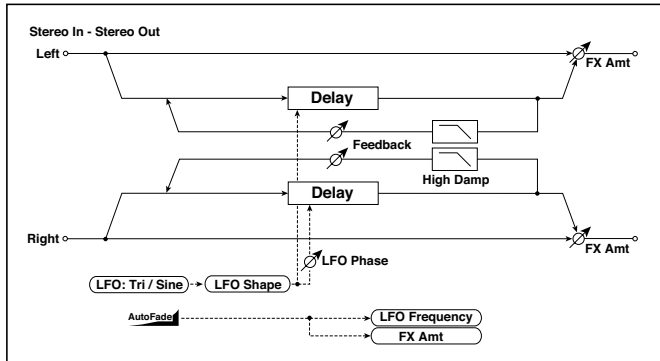 Stereo In - Stereo Out
Left
FX Amt
Delay
Feedback
High Damp
Delay
Right
FX Amt
LFO Phase
LFO: Tri / Sine
LFO Shape
AutoFade
LFO Frequency
FX Amt